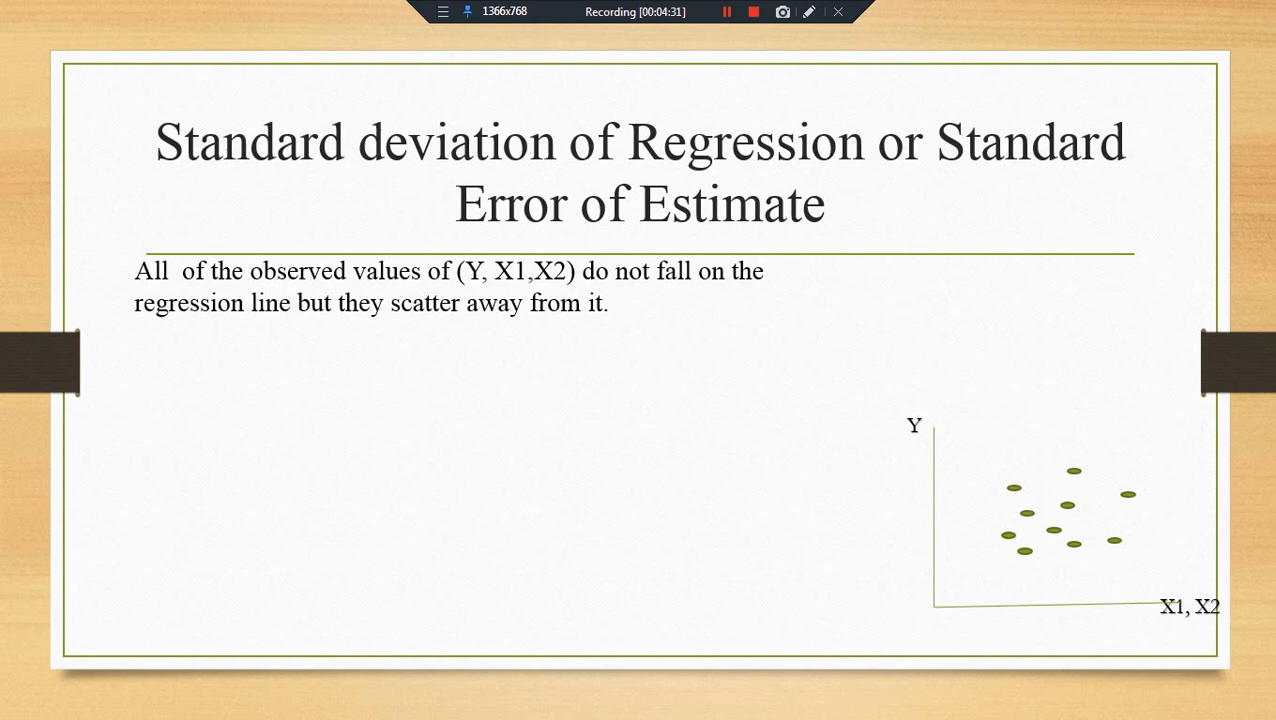 1366x768 Recording [00:04:31]
Standard deviation of Regression or Standard
Error of Estimate
All  of the observed values of (Y, X1,X2) do not fall on the
regression line but they scatter away from it.
Y
X1, X2